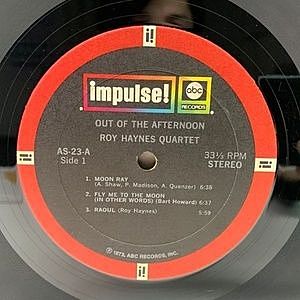 impulse!
abc
RECORDS
OUT OF THE AFTERNOON
ROY HAYNES QUARTET
AS-23-A
Side 1
33⅓ RPM
STEREO
1. MOON RAY
(A. Shaw, P. Madison, A. Quenzer) 6:38
2. FLY ME TO THE MOON
(IN OTHER WORDS) (Bart Howard) 6:37
3. RAOUL (Roy Haynes) 5:59
℗ 1973, ABC RECORDS, INC.